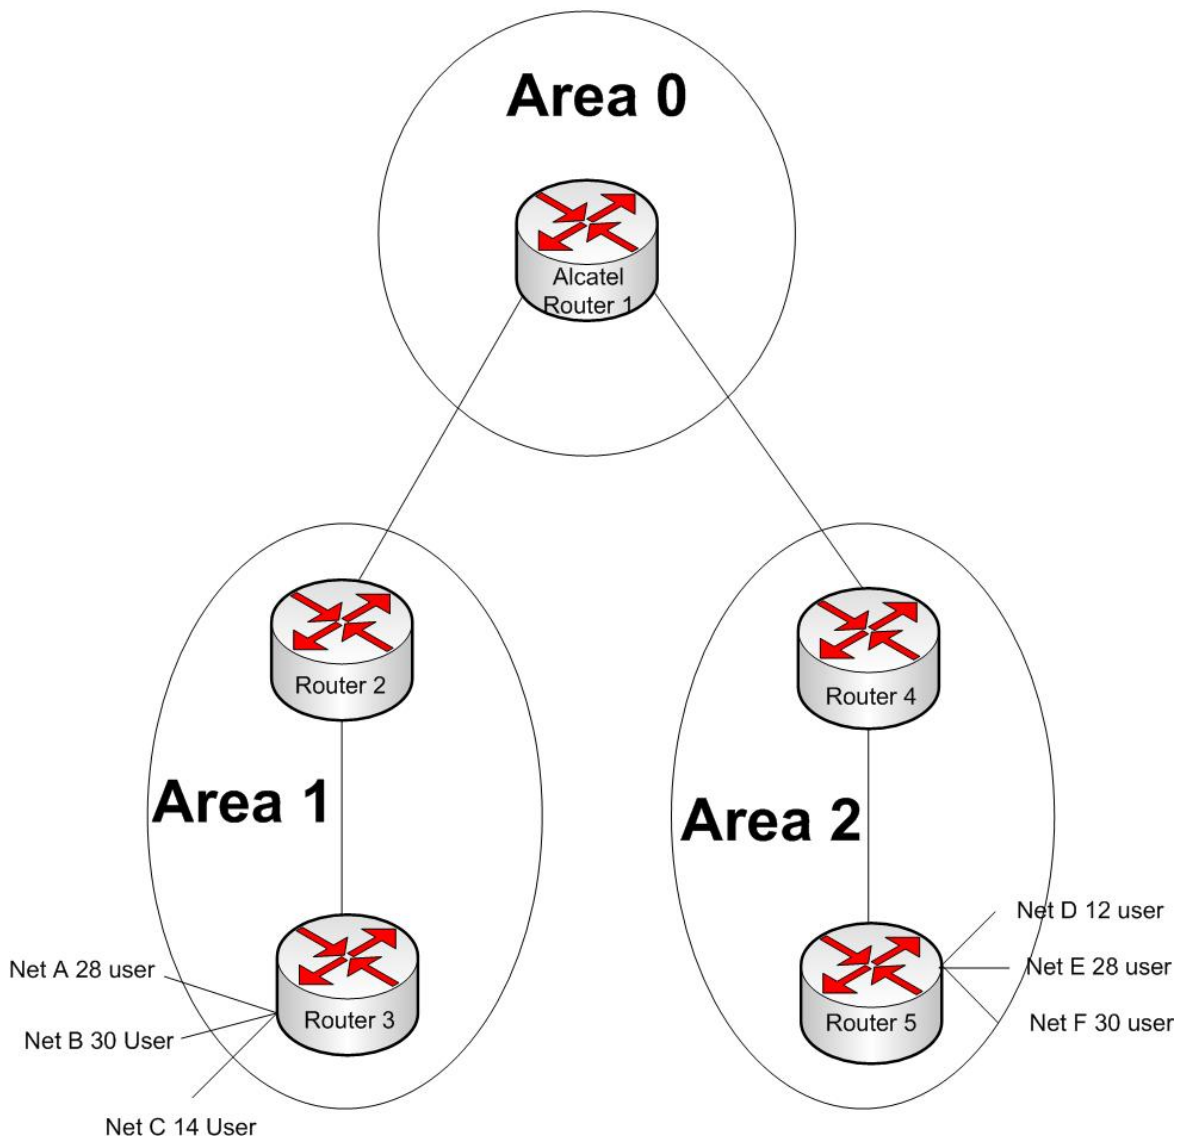 Area 0
Alcatel
Router 1
Router 2
Router 4
Area 1
Area 2
Net D 12 user
Net A 28 user
Net E 28 user
Router 3
Router 5
Net F 30 user
Net B 30 User
Net C 14 User